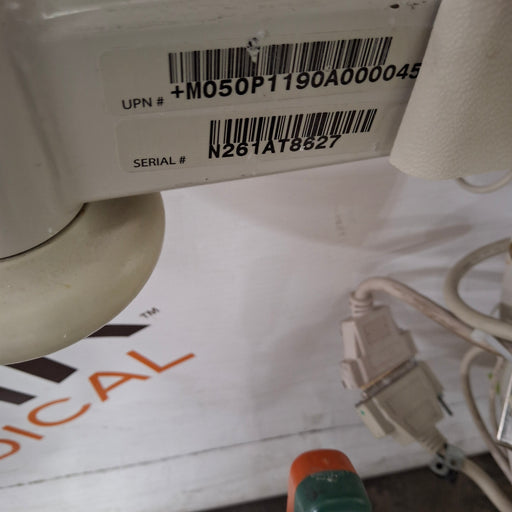 UPN # +M050P1190A000045
SERIAL # N261AT8627
TM
DICAL